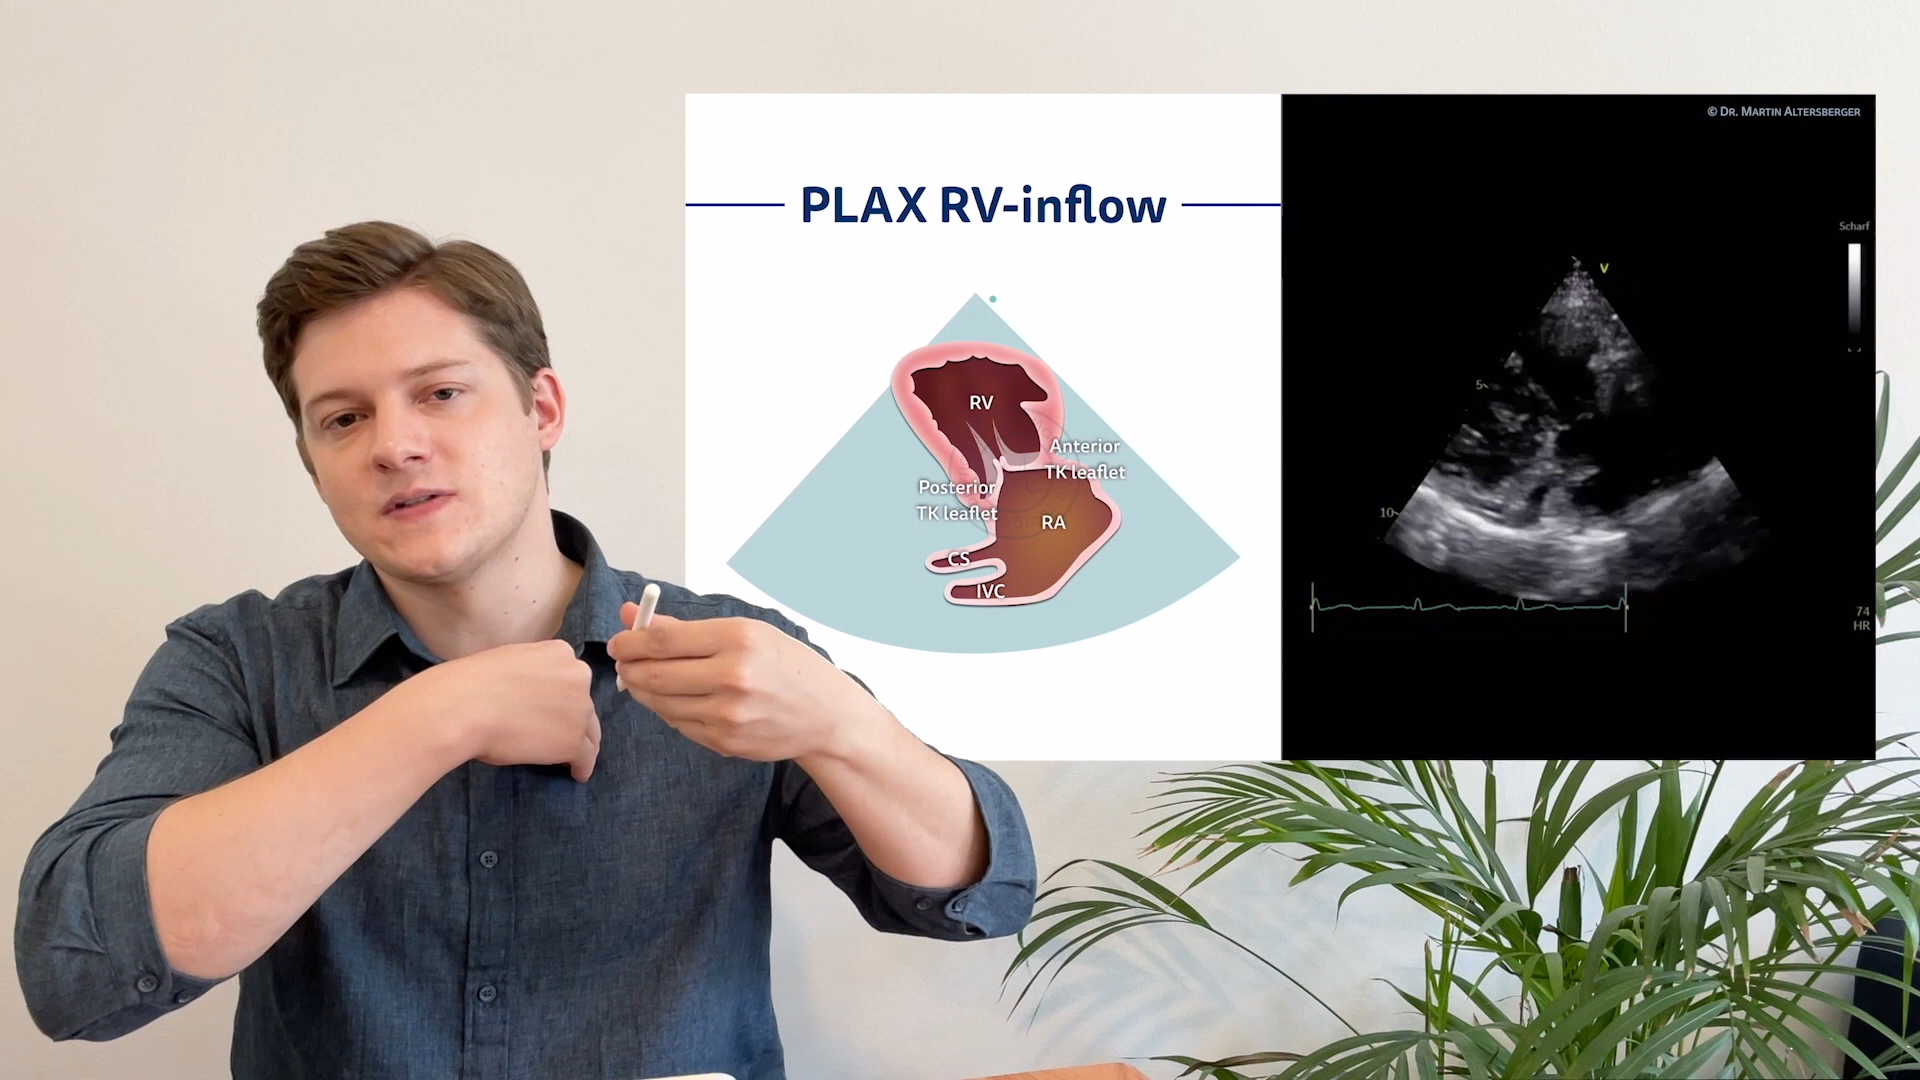 PLAX RV-inflow
RV
Anterior
TK leaflet
Posterior
TK leaflet
RA
CS
IVC
© Dr. Martin Altersberger
Scharf
V
5
10
74
HR